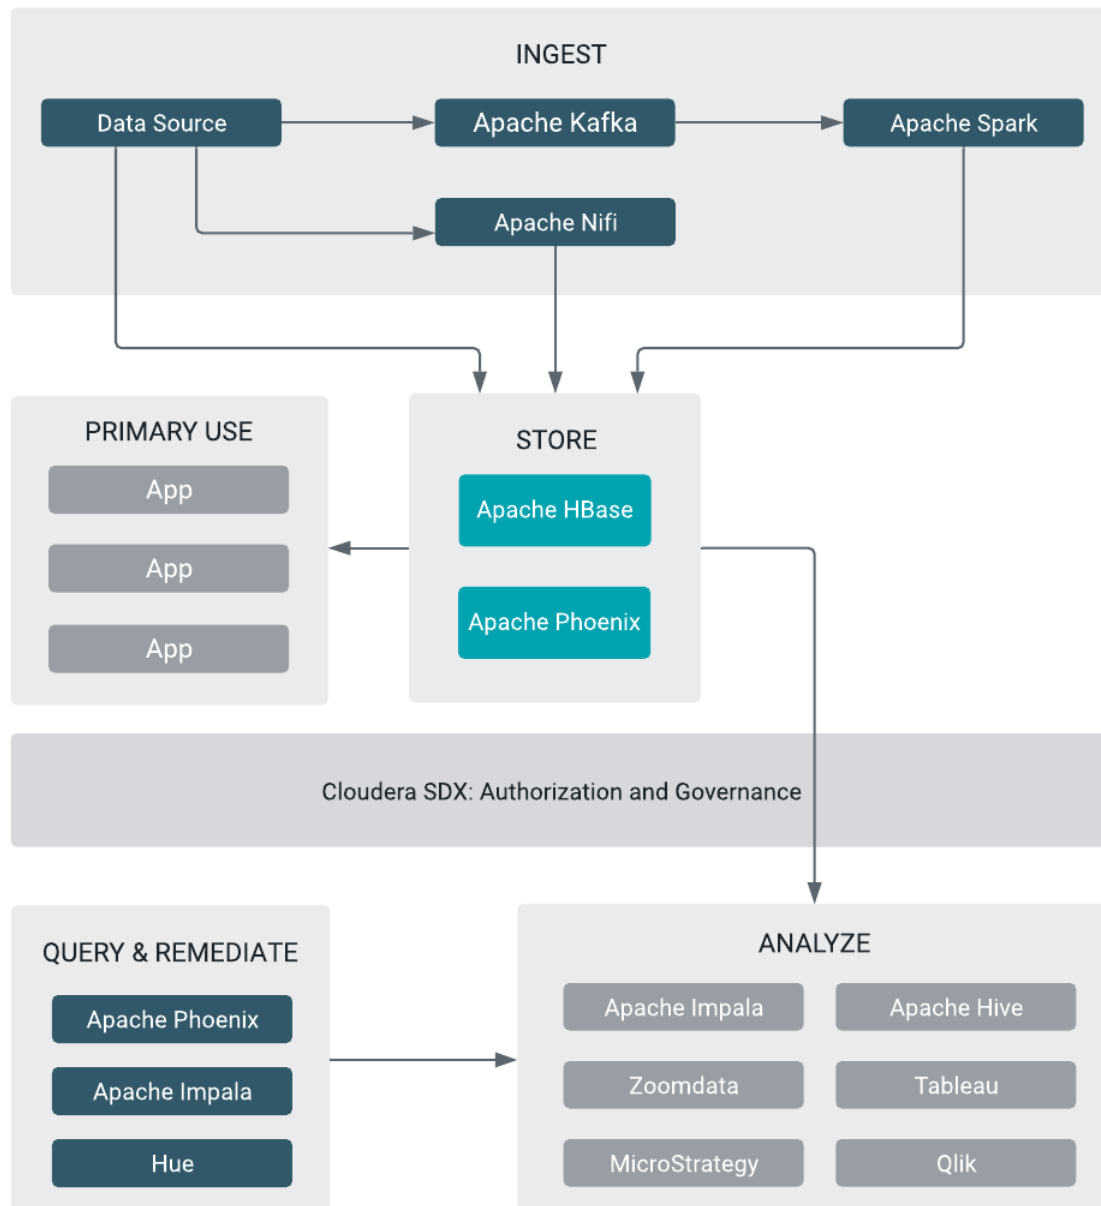 INGEST
Data Source
Apache Kafka
Apache Spark
Apache Nifi
PRIMARY USE
App
App
App
STORE
Apache HBase
Apache Phoenix
Cloudera SDX: Authorization and Governance
QUERY & REMEDIATE
Apache Phoenix
Apache Impala
Hue
ANALYZE
Apache Impala
Apache Hive
Zoomdata
Tableau
MicroStrategy
Qlik